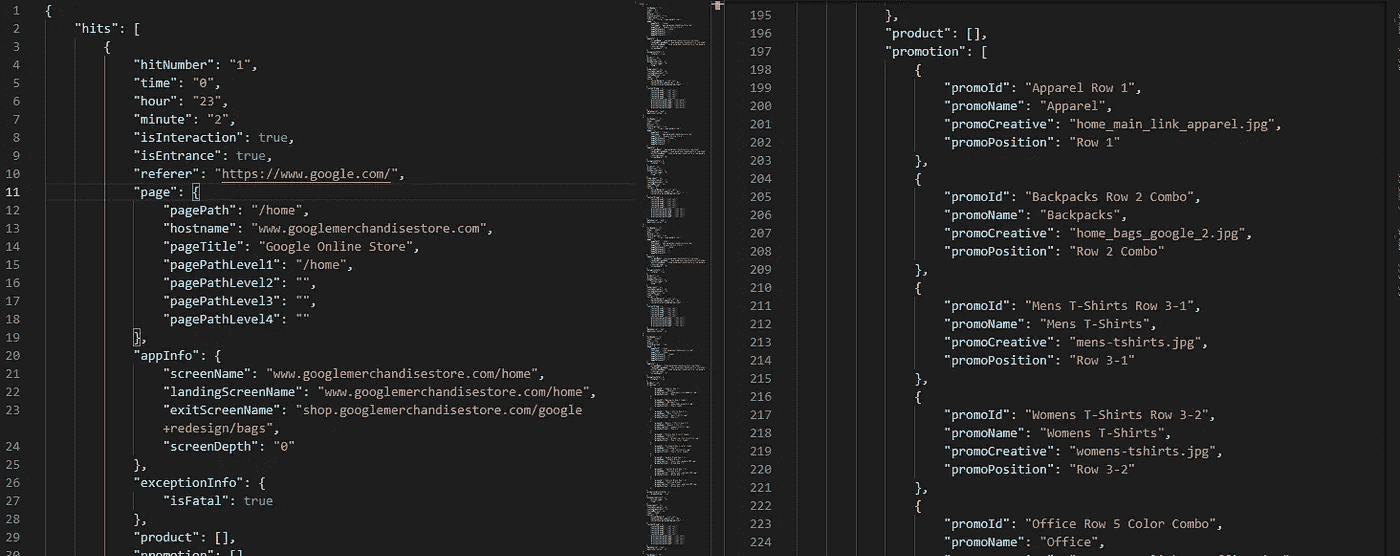 1 {
2 "hits": [
3 {
4 "hitNumber": "1",
5 "time": "0",
6 "hour": "23",
7 "minute": "2",
8 "isInteraction": true,
9 "isEntrance": true,
10 "referer": "https://www.google.com/",
11 "page": {
12 "pagePath": "/home",
13 "hostname": "www.googlemerchandisestore.com",
14 "pageTitle": "Google Online Store",
15 "pagePathLevel1": "/home",
16 "pagePathLevel2": "",
17 "pagePathLevel3": "",
18 "pagePathLevel4": ""
19 },
20 "appInfo": {
21 "screenName": "www.googlemerchandisestore.com/home",
22 "landingScreenName": "www.googlemerchandisestore.com/home",
23 "exitScreenName": "shop.googlemerchandisestore.com/google
+redesign/bags",
24 "screenDepth": "0"
25 },
26 "exceptionInfo": {
27 "isFatal": true
28 },
29 "product": [],
30 "promotion": []
195 },
196 "product": [],
197 "promotion": [
198 {
199 "promoId": "Apparel Row 1",
200 "promoName": "Apparel",
201 "promoCreative": "home_main_link_apparel.jpg",
202 "promoPosition": "Row 1"
203 },
204 {
205 "promoId": "Backpacks Row 2 Combo",
206 "promoName": "Backpacks",
207 "promoCreative": "home_bags_google_2.jpg",
208 "promoPosition": "Row 2 Combo"
209 },
210 {
211 "promoId": "Mens T-Shirts Row 3-1",
212 "promoName": "Mens T-Shirts",
213 "promoCreative": "mens-tshirts.jpg",
214 "promoPosition": "Row 3-1"
215 },
216 {
217 "promoId": "Womens T-Shirts Row 3-2",
218 "promoName": "Womens T-Shirts",
219 "promoCreative": "womens-tshirts.jpg",
220 "promoPosition": "Row 3-2"
221 },
222 {
223 "promoId": "Office Row 5 Color Combo",
224 "promoName": "Office",